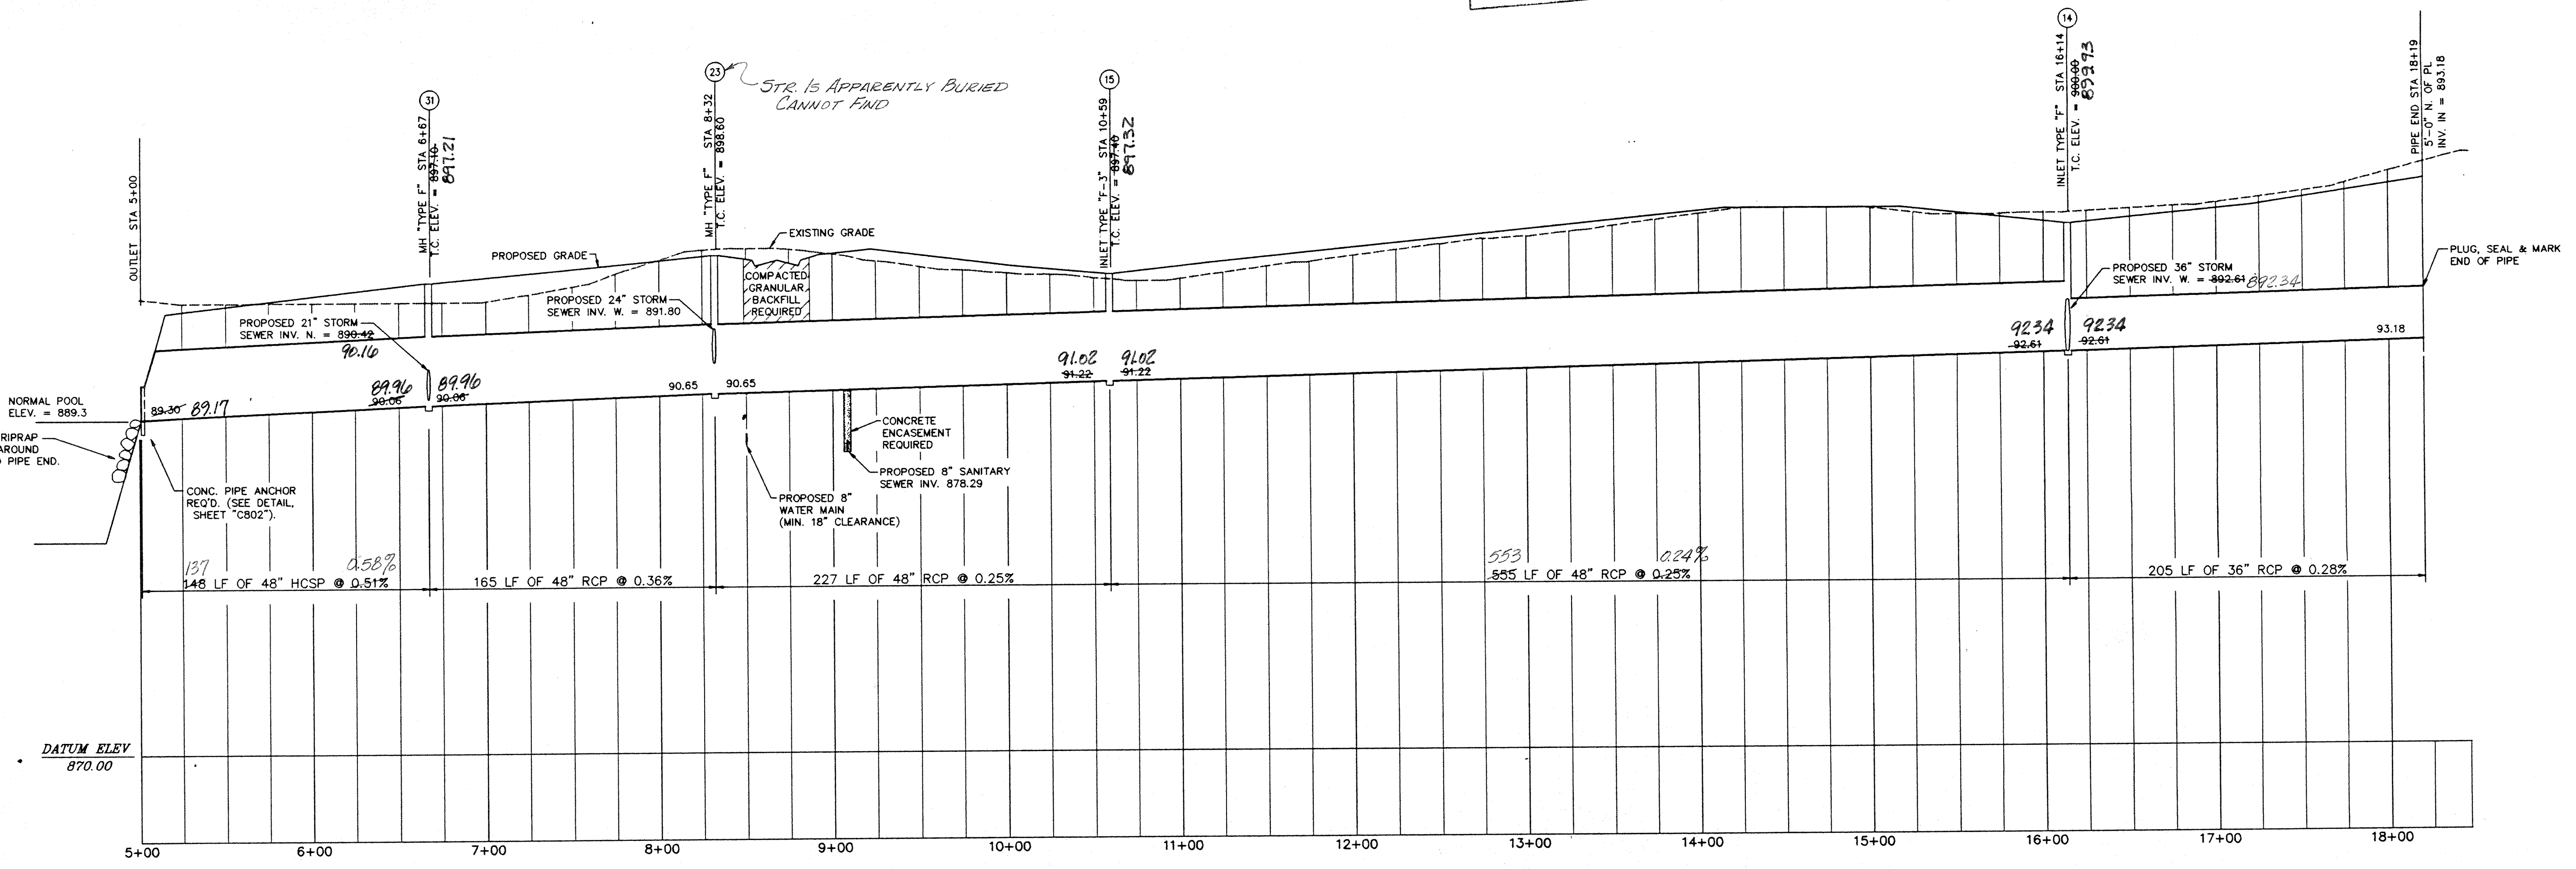 OUTLET STA 5+00
31
MH "TYPE F" STA 6+67
T.C. ELEV. = 897.10
897.21
23
MH "TYPE F" STA 8+32
T.C. ELEV. = 898.60
STR. IS APPARENTLY BURIED
CANNOT FIND
15
INLET TYPE "F-3" STA 10+59
T.C. ELEV. = 897.40
897.32
14
INLET TYPE "F" STA 16+14
T.C. ELEV. = 900.00
899.93
PIPE END STA 18+19
5'-0" N. OF PL
INV. IN = 893.18
PROPOSED GRADE
EXISTING GRADE
COMPACTED
GRANULAR
BACKFILL
REQUIRED
PROPOSED 21" STORM
SEWER INV. N. = 890.42
90.16
PROPOSED 24" STORM
SEWER INV. W. = 891.80
PROPOSED 36" STORM
SEWER INV. W. = 892.61 892.34
PLUG, SEAL & MARK
END OF PIPE
NORMAL POOL
ELEV. = 889.3
89.30 89.17
89.96 89.96
90.06 90.06
90.65 90.65
91.02 91.02
91.22 91.22
9234 9234
92.61 92.61
93.18
RIPRAP
AROUND
PIPE END.
CONC. PIPE ANCHOR
REQ'D. (SEE DETAIL,
SHEET "C802").
CONCRETE
ENCASEMENT
REQUIRED
PROPOSED 8" SANITARY
SEWER INV. 878.29
PROPOSED 8"
WATER MAIN
(MIN. 18" CLEARANCE)
137 0.58%
148 LF OF 48" HCSP @ 0.51%
165 LF OF 48" RCP @ 0.36%
227 LF OF 48" RCP @ 0.25%
553 0.24%
555 LF OF 48" RCP @ 0.25%
205 LF OF 36" RCP @ 0.28%
DATUM ELEV
870.00
5+00 6+00 7+00 8+00 9+00 10+00 11+00 12+00 13+00 14+00 15+00 16+00 17+00 18+00